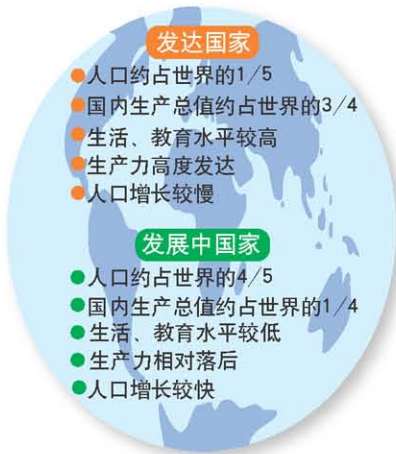 发达国家
●人口约占世界的1/5
●国内生产总值约占世界的3/4
●生活、教育水平较高
●生产力高度发达
●人口增长较慢
发展中国家
●人口约占世界的4/5
●国内生产总值约占世界的1/4
●生活、教育水平较低
●生产力相对落后
●人口增长较快